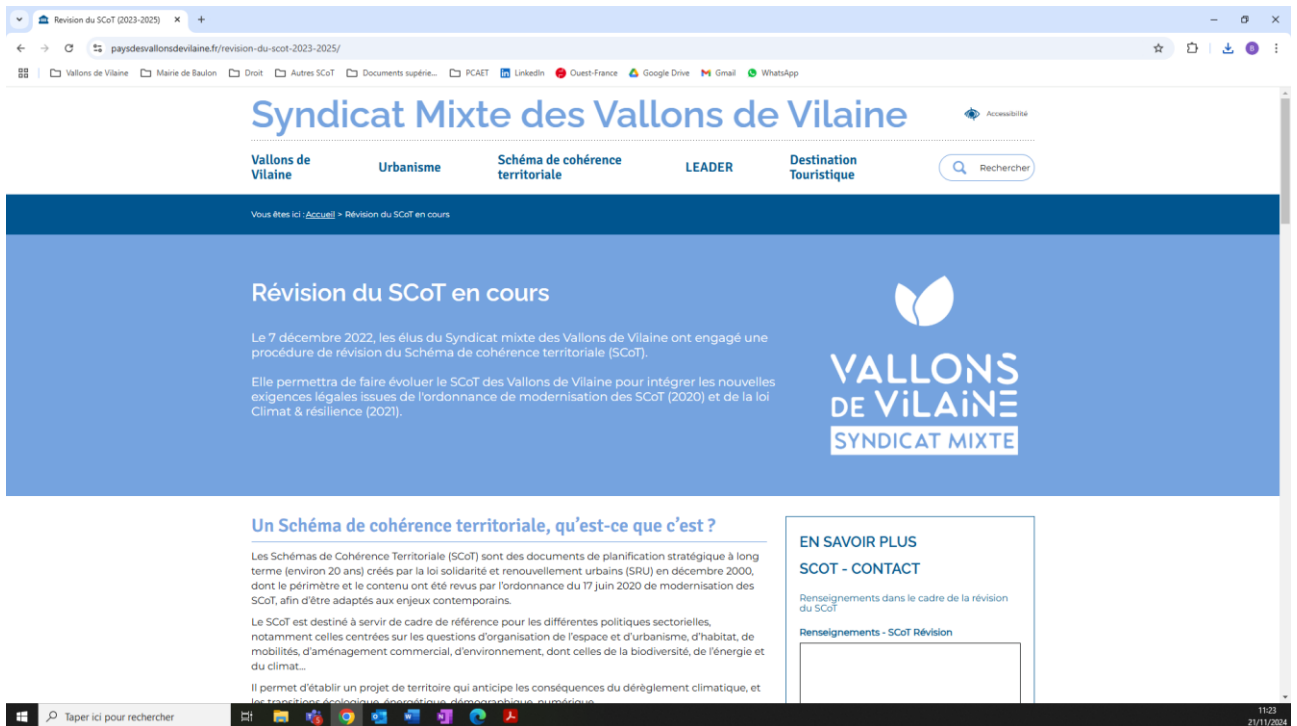 Revision du SCoT (2023-2025)
paysdesvallonsdevilaine.fr/revision-du-scot-2023-2025/
Vallons de Vilaine Mairie de Baulon Droit Autres SCoT Documents supérie... PCAET LinkedIn Ouest-France Google Drive Gmail WhatsApp
Syndicat Mixte des Vallons de Vilaine
Accessibilité
Vallons de
Vilaine
Urbanisme
Schéma de cohérence
territoriale
LEADER
Destination
Touristique
Rechercher
Vous êtes ici : Accueil > Révision du SCoT en cours
Révision du SCoT en cours
Le 7 décembre 2022, les élus du Syndicat mixte des Vallons de Vilaine ont engagé une
procédure de révision du Schéma de cohérence territoriale (SCoT).
Elle permettra de faire évoluer le SCoT des Vallons de Vilaine pour intégrer les nouvelles
exigences légales issues de l'ordonnance de modernisation des SCoT (2020) et de la loi
Climat & résilience (2021).
VALLONS
DE ViLAiNE
SYNDICAT MIXTE
Un Schéma de cohérence territoriale, qu'est-ce que c'est ?
Les Schémas de Cohérence Territoriale (SCoT) sont des documents de planification stratégique à long
terme (environ 20 ans) créés par la loi solidarité et renouvellement urbains (SRU) en décembre 2000,
dont le périmètre et le contenu ont été revus par l'ordonnance du 17 juin 2020 de modernisation des
SCoT, afin d'être adaptés aux enjeux contemporains.
Le SCoT est destiné à servir de cadre de référence pour les différentes politiques sectorielles,
notamment celles centrées sur les questions d'organisation de l'espace et d'urbanisme, d'habitat, de
mobilités, d'aménagement commercial, d'environnement, dont celles de la biodiversité, de l'énergie et
du climat...
Il permet d'établir un projet de territoire qui anticipe les conséquences du dérèglement climatique, et
les transitions écologique, énergétique, démographique, numérique
EN SAVOIR PLUS
SCOT - CONTACT
Renseignements dans le cadre de la révision
du SCoT
Renseignements - SCoT Révision
Taper ici pour rechercher
11:23
21/11/2024